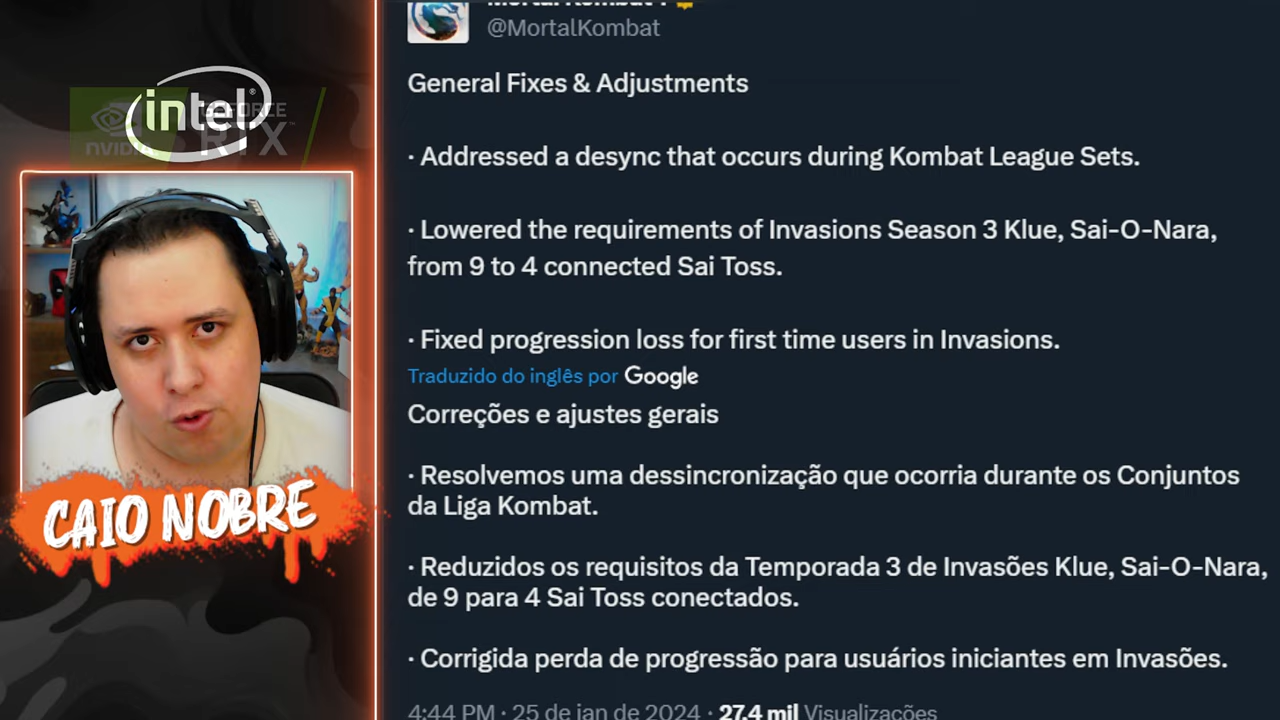 @MortalKombat
General Fixes & Adjustments
· Addressed a desync that occurs during Kombat League Sets.
· Lowered the requirements of Invasions Season 3 Klue, Sai-O-Nara,
from 9 to 4 connected Sai Toss.
· Fixed progression loss for first time users in Invasions.
Traduzido do inglês por Google
Correções e ajustes gerais
· Resolvemos uma dessincronização que ocorria durante os Conjuntos
da Liga Kombat.
· Reduzidos os requisitos da Temporada 3 de Invasões Klue, Sai-O-Nara,
de 9 para 4 Sai Toss conectados.
· Corrigida perda de progressão para usuários iniciantes em Invasões.
4:44 PM · 25 de jan de 2024 · 27,4 mil Visualizações
intel®
NVIDIA
RTX
CAIO NOBRE